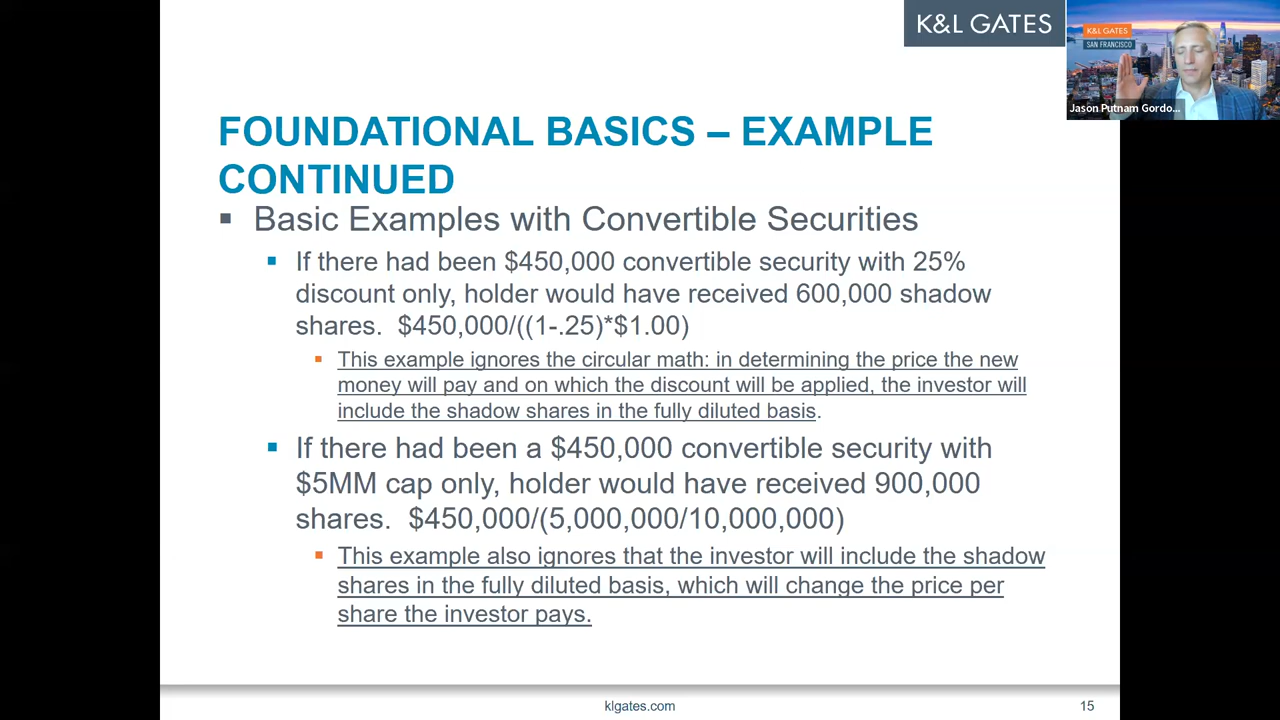 K&L GATES
K&L GATES
SAN FRANCISCO
Jason Putnam Gordo...
FOUNDATIONAL BASICS – EXAMPLE
CONTINUED
Basic Examples with Convertible Securities
If there had been $450,000 convertible security with 25%
discount only, holder would have received 600,000 shadow
shares.  $450,000/((1-.25)*$1.00)
This example ignores the circular math: in determining the price the new
money will pay and on which the discount will be applied, the investor will
include the shadow shares in the fully diluted basis.
If there had been a $450,000 convertible security with
$5MM cap only, holder would have received 900,000
shares.  $450,000/(5,000,000/10,000,000)
This example also ignores that the investor will include the shadow
shares in the fully diluted basis, which will change the price per
share the investor pays.
klgates.com
15